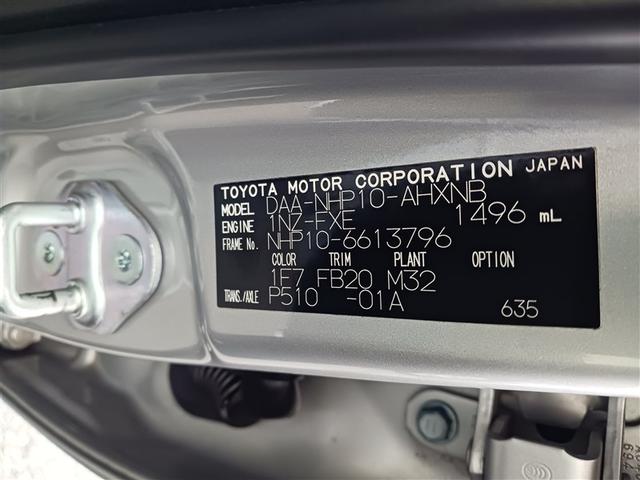 TOYOTA MOTOR CORPORATION JAPAN
MODEL DAA-NHP10-AHXNB
ENGINE 1NZ-FXE 1496 mL
FRAME No. NHP10-6613796
COLOR TRIM PLANT OPTION
1F7 FB20 M32
TRANS./AXLE P510 -01A
635